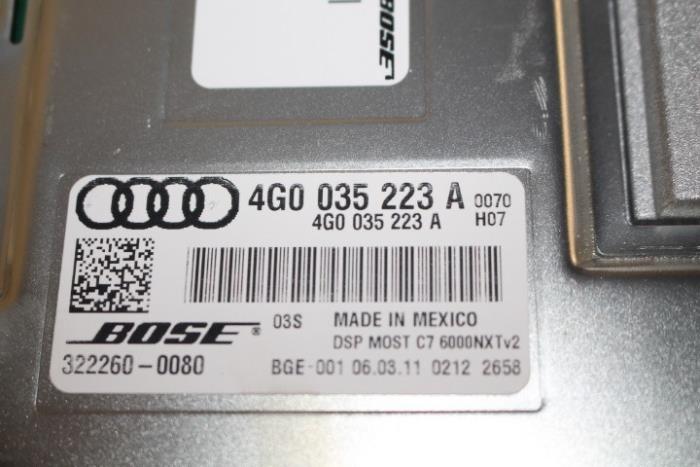 BOSE
4G0 035 223 A 0070
4G0 035 223 A H07
BOSE® 03S MADE IN MEXICO
DSP MOST C7 6000NXTv2
322260-0080 BGE-001 06.03.11 0212 2658